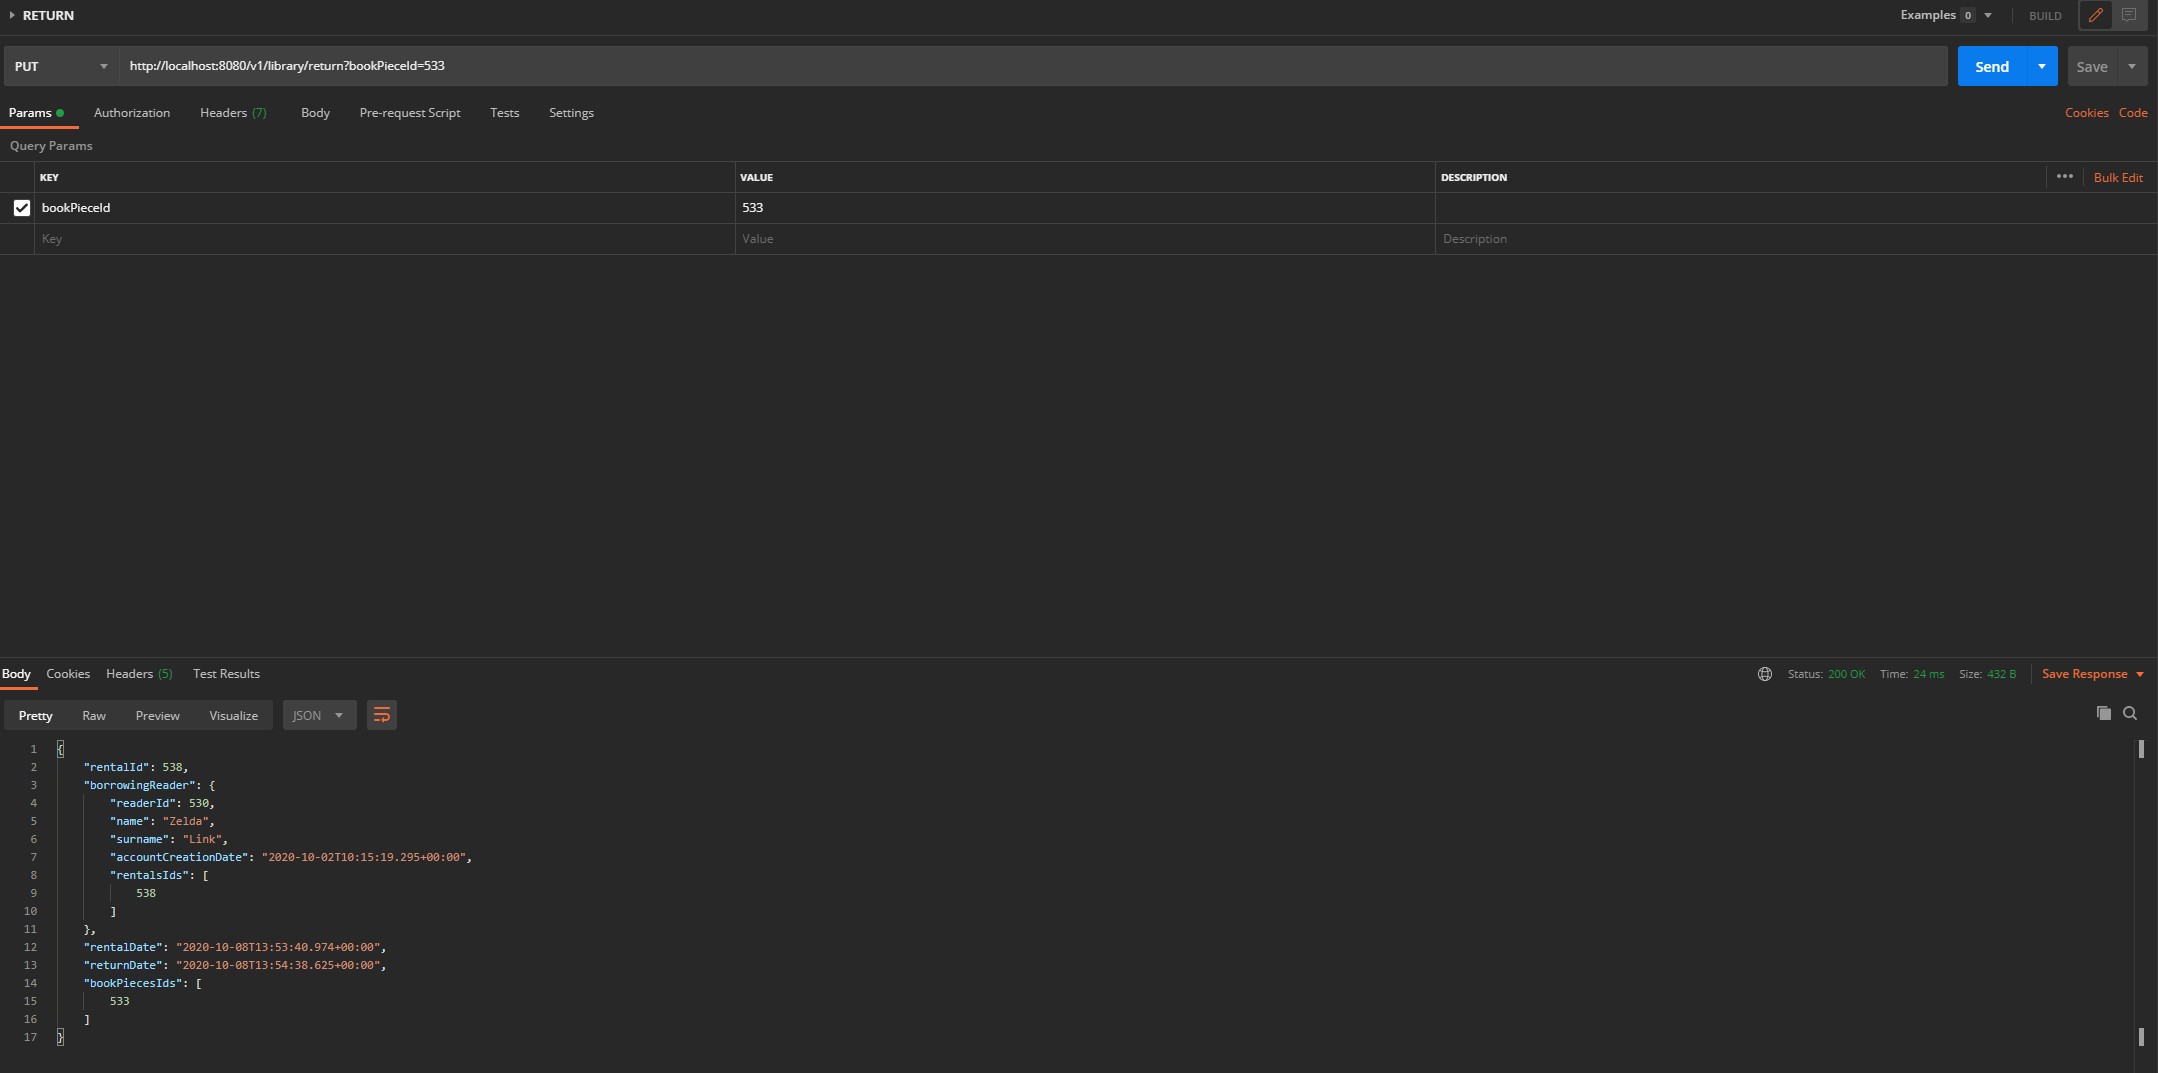 RETURN Examples 0 BUILD
PUT http://localhost:8080/v1/library/return?bookPieceId=533 Send Save
Params Authorization Headers (7) Body Pre-request Script Tests Settings Cookies Code
Query Params
KEY VALUE DESCRIPTION ••• Bulk Edit
bookPieceId 533
Key Value Description
Body Cookies Headers (5) Test Results Status: 200 OK Time: 24 ms Size: 432 B Save Response
Pretty Raw Preview Visualize JSON
1 {
2 "rentalId": 538,
3 "borrowingReader": {
4 "readerId": 530,
5 "name": "Zelda",
6 "surname": "Link",
7 "accountCreationDate": "2020-10-02T10:15:19.295+00:00",
8 "rentalsIds": [
9 538
10 ]
11 },
12 "rentalDate": "2020-10-08T13:53:40.974+00:00",
13 "returnDate": "2020-10-08T13:54:38.625+00:00",
14 "bookPiecesIds": [
15 533
16 ]
17 }